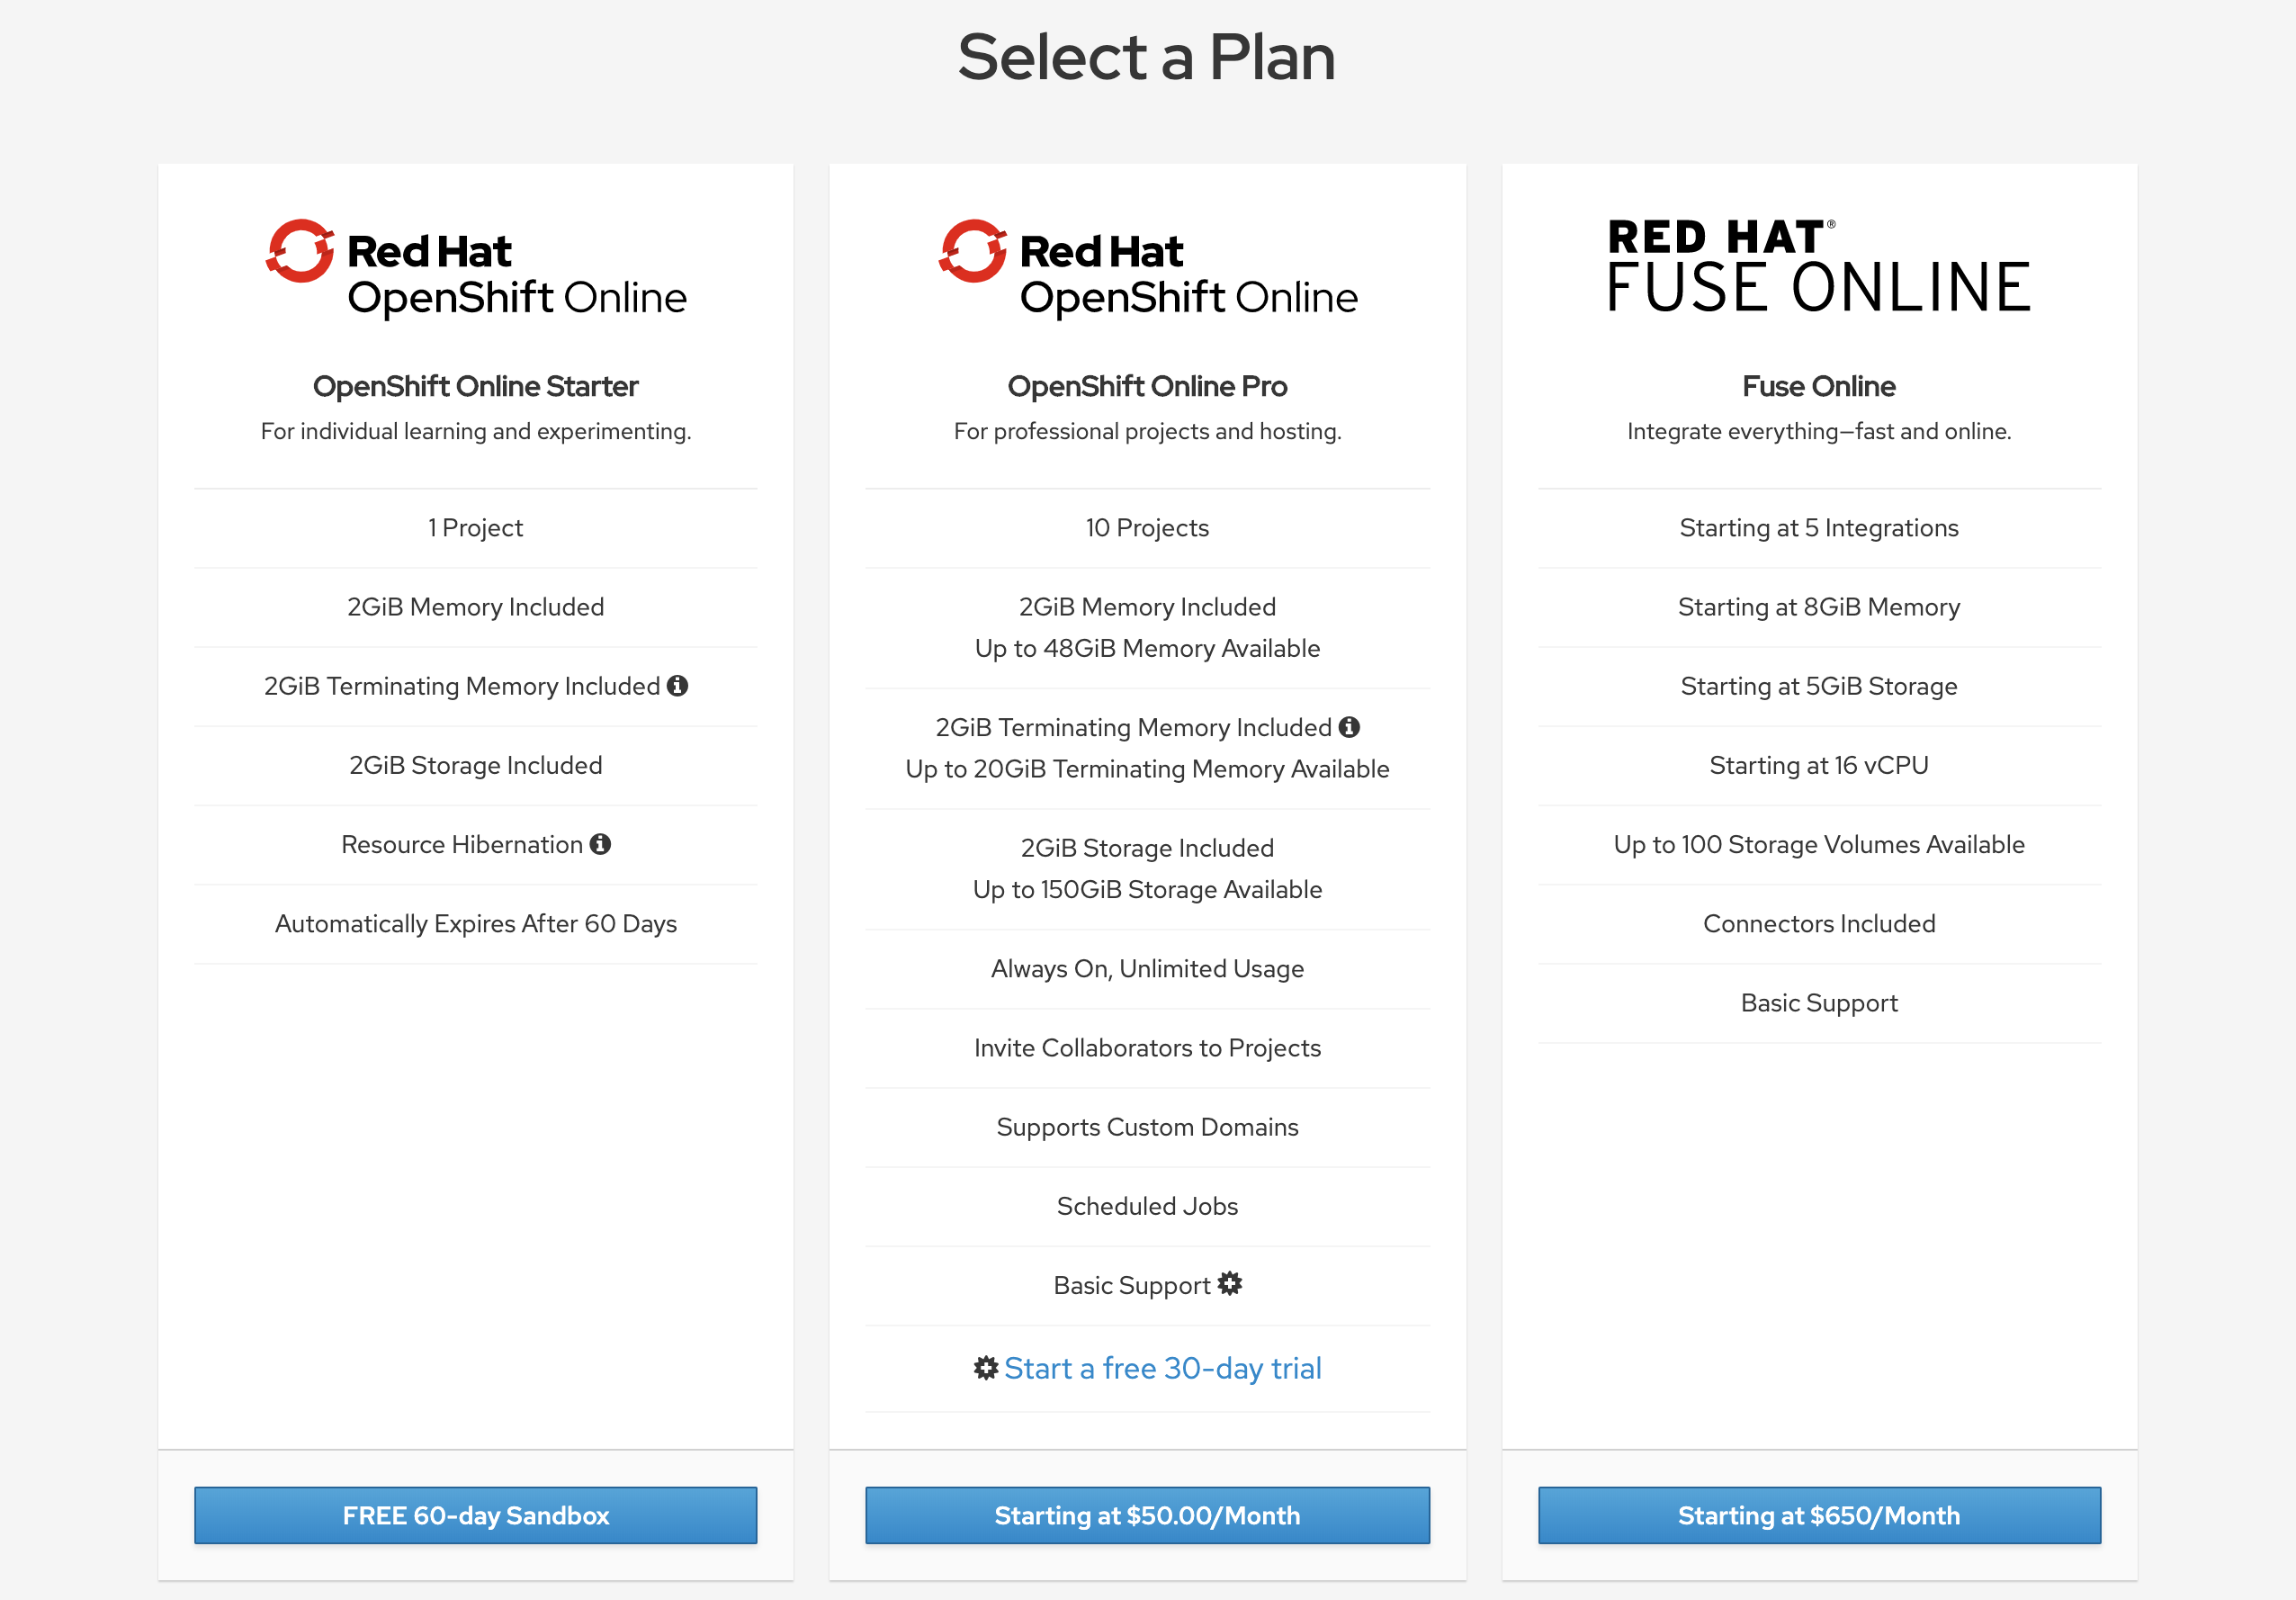 Select a Plan
Red Hat
OpenShift Online
OpenShift Online Starter
For individual learning and experimenting.
1 Project
2GiB Memory Included
2GiB Terminating Memory Included
2GiB Storage Included
Resource Hibernation
Automatically Expires After 60 Days
FREE 60-day Sandbox
Red Hat
OpenShift Online
OpenShift Online Pro
For professional projects and hosting.
10 Projects
2GiB Memory Included
Up to 48GiB Memory Available
2GiB Terminating Memory Included
Up to 20GiB Terminating Memory Available
2GiB Storage Included
Up to 150GiB Storage Available
Always On, Unlimited Usage
Invite Collaborators to Projects
Supports Custom Domains
Scheduled Jobs
Basic Support
Start a free 30-day trial
Starting at $50.00/Month
RED HAT®
FUSE ONLINE
Fuse Online
Integrate everything—fast and online.
Starting at 5 Integrations
Starting at 8GiB Memory
Starting at 5GiB Storage
Starting at 16 vCPU
Up to 100 Storage Volumes Available
Connectors Included
Basic Support
Starting at $650/Month